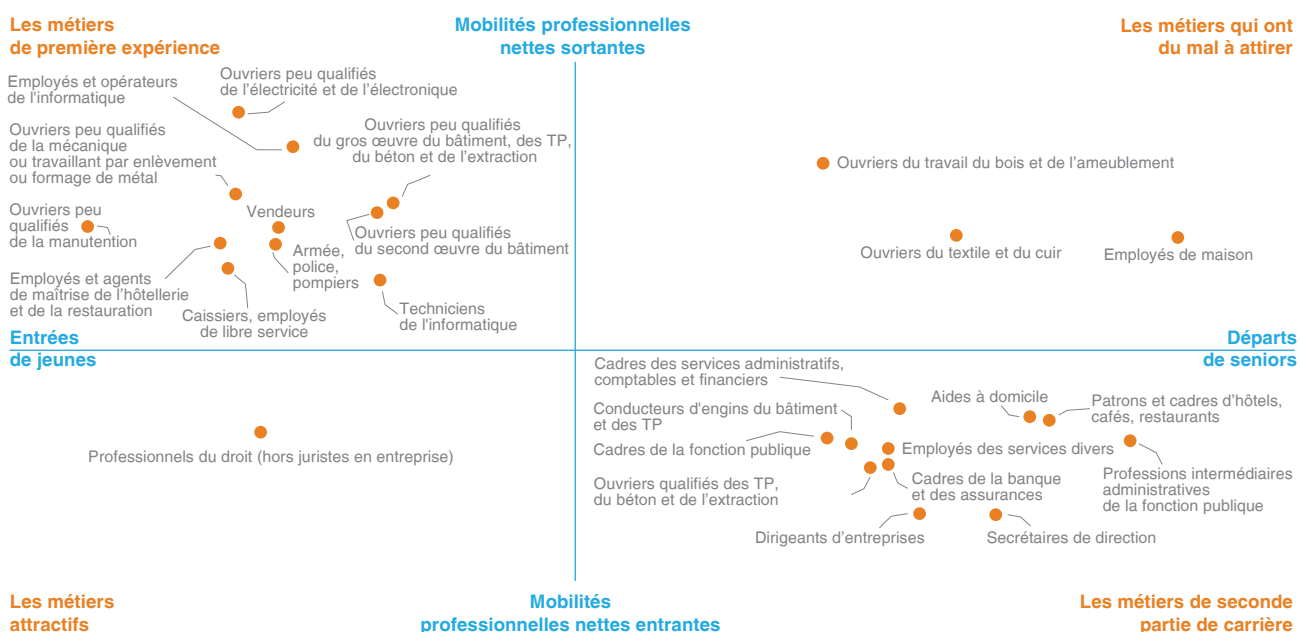 Les métiers
de première expérience
Mobilités professionnelles
nettes sortantes
Les métiers qui ont
du mal à attirer
Employés et opérateurs
de l'informatique
Ouvriers peu qualifiés
de l'électricité et de l'électronique
Ouvriers peu qualifiés
du gros œuvre du bâtiment, des TP,
du béton et de l'extraction
Ouvriers peu qualifiés
de la mécanique
ou travaillant par enlèvement
ou formage de métal
Ouvriers du travail du bois et de l'ameublement
Ouvriers peu
qualifiés
de la manutention
Vendeurs
Armée,
police,
pompiers
Ouvriers peu qualifiés
du second œuvre du bâtiment
Ouvriers du textile et du cuir
Employés de maison
Employés et agents
de maîtrise de l'hôtellerie
et de la restauration
Caissiers, employés
de libre service
Techniciens
de l'informatique
Entrées
de jeunes
Départs
de seniors
Cadres des services administratifs,
comptables et financiers
Aides à domicile
Patrons et cadres d'hôtels,
cafés, restaurants
Conducteurs d'engins du bâtiment
et des TP
Cadres de la fonction publique
Employés des services divers
Professionnels du droit (hors juristes en entreprise)
Ouvriers qualifiés des TP,
du béton et de l'extraction
Cadres de la banque
et des assurances
Professions intermédiaires
administratives
de la fonction publique
Dirigeants d'entreprises
Secrétaires de direction
Les métiers
attractifs
Mobilités
professionnelles nettes entrantes
Les métiers de seconde
partie de carrière